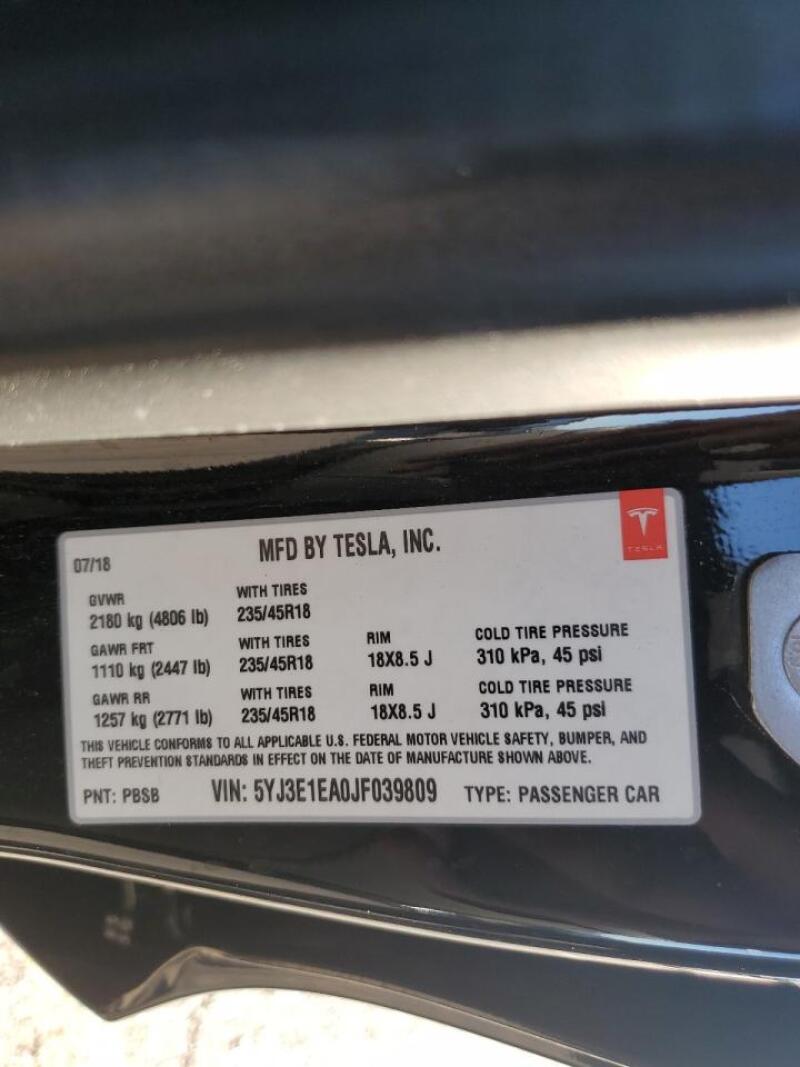 07/18 MFD BY TESLA, INC.
TESLA
GVWR WITH TIRES
2180 kg (4806 lb) 235/45R18
GAWR FRT WITH TIRES RIM COLD TIRE PRESSURE
1110 kg (2447 lb) 235/45R18 18X8.5 J 310 kPa, 45 psi
GAWR RR WITH TIRES RIM COLD TIRE PRESSURE
1257 kg (2771 lb) 235/45R18 18X8.5 J 310 kPa, 45 psi
THIS VEHICLE CONFORMS TO ALL APPLICABLE U.S. FEDERAL MOTOR VEHICLE SAFETY, BUMPER, AND
THEFT PREVENTION STANDARDS IN EFFECT ON THE DATE OF MANUFACTURE SHOWN ABOVE.
PNT: PBSB VIN: 5YJ3E1EA0JF039809 TYPE: PASSENGER CAR